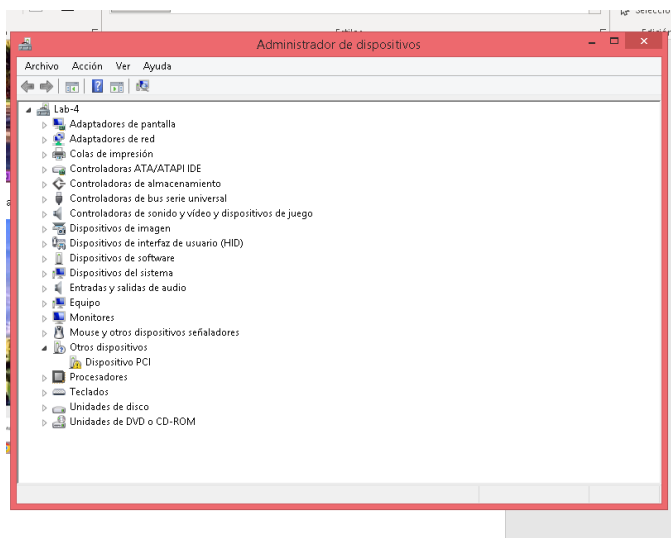 Selecció
Administrador de dispositivos
Archivo Acción Ver Ayuda
Lab-4
Adaptadores de pantalla
Adaptadores de red
Colas de impresión
Controladoras ATA/ATAPI IDE
Controladoras de almacenamiento
Controladoras de bus serie universal
Controladoras de sonido y vídeo y dispositivos de juego
Dispositivos de imagen
Dispositivos de interfaz de usuario (HID)
Dispositivos de software
Dispositivos del sistema
Entradas y salidas de audio
Equipo
Monitores
Mouse y otros dispositivos señaladores
Otros dispositivos
Dispositivo PCI
Procesadores
Teclados
Unidades de disco
Unidades de DVD o CD-ROM